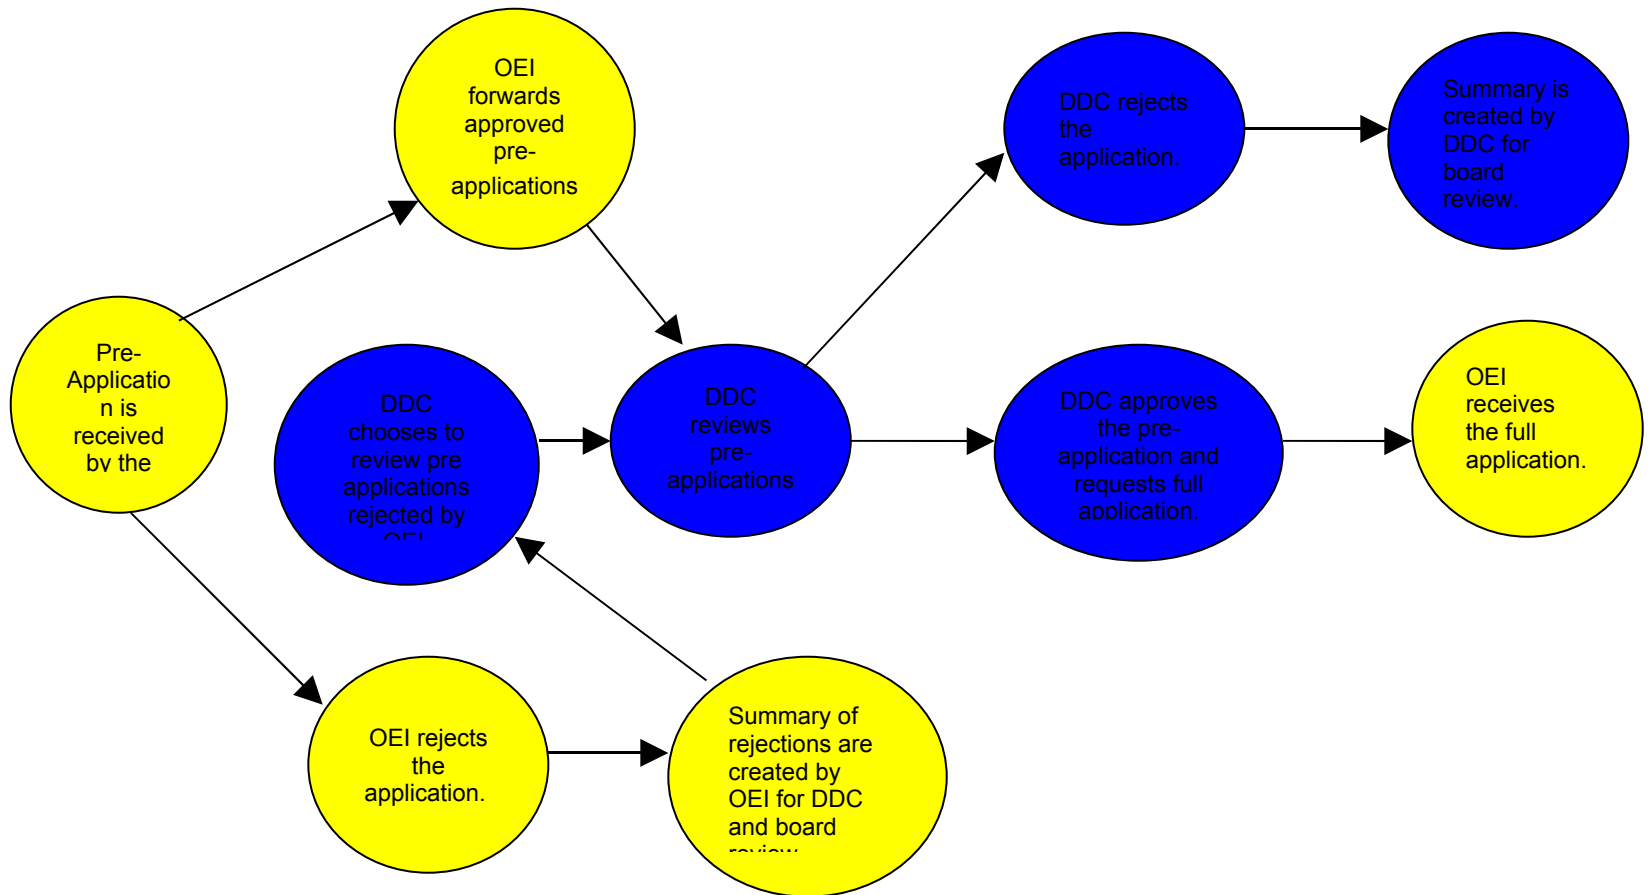 OEI
forwards
approved
pre-
applications
DDC rejects
the
application.
Summary is
created by
DDC for
board
review.
Pre-
Applicatio
n is
received
by the
DDC
chooses to
review pre
applications
rejected by
OEI
DDC
reviews
pre-
applications
DDC approves
the pre-
application and
requests full
application.
OEI
receives
the full
application.
OEI rejects
the
application.
Summary of
rejections are
created by
OEI for DDC
and board
review